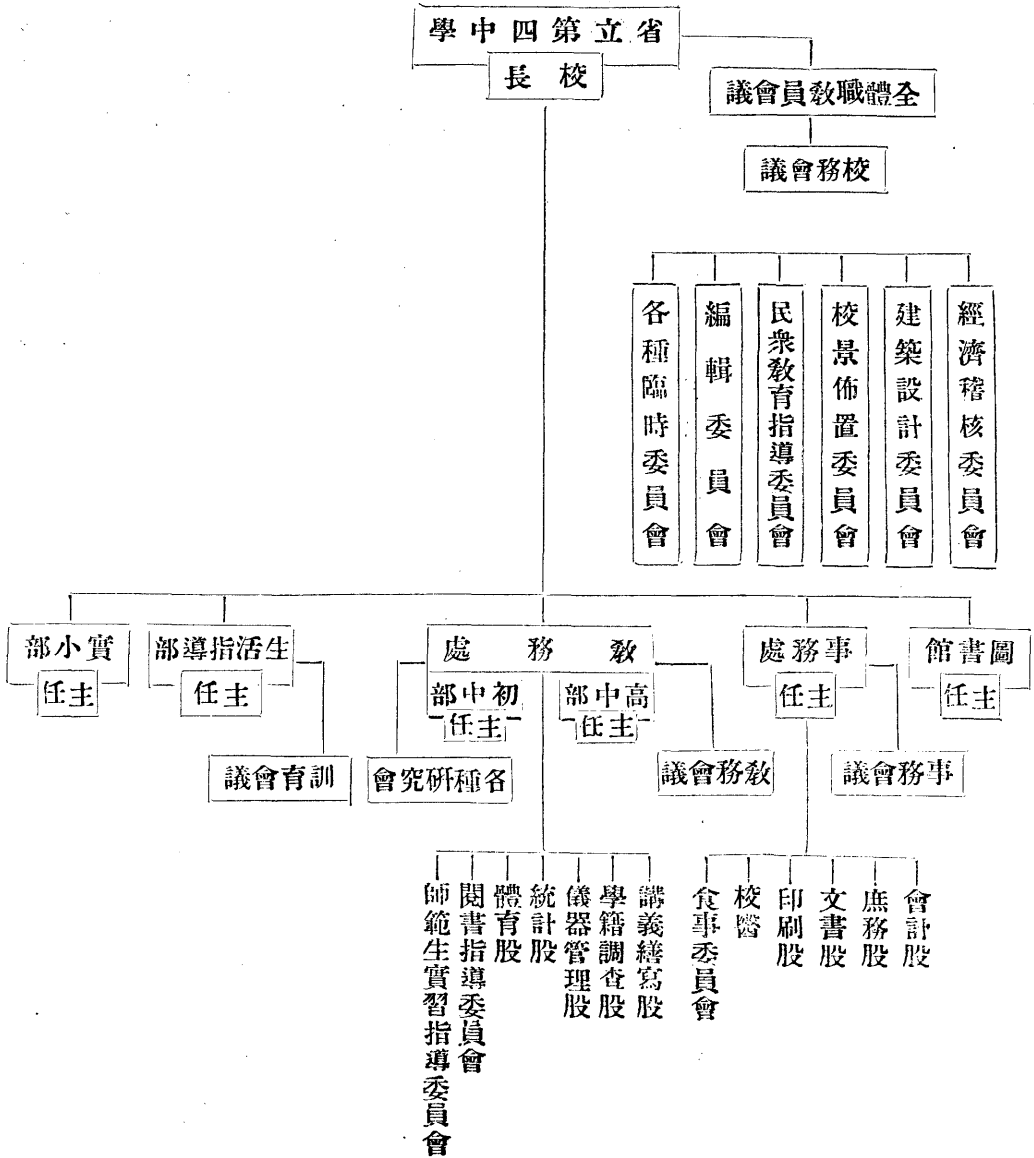 省立第四中學
校長
全體職教員會議
校務會議
經濟稽核委員會
建築設計委員會
校景佈置委員會
民衆敎育指導委員會
編輯委員會
各種臨時委員會
圖書館
主任
事務處
主任
敎務處
高中部
主任
初中部
主任
生活指導部
主任
實小部
主任
事務會議
敎務會議
各種研究會
訓育會議
會計股
庶務股
文書股
印刷股
校醫
食事委員會
講義繕寫股
學籍調查股
儀器管理股
統計股
體育股
閱書指導委員會
師範生實習指導委員會